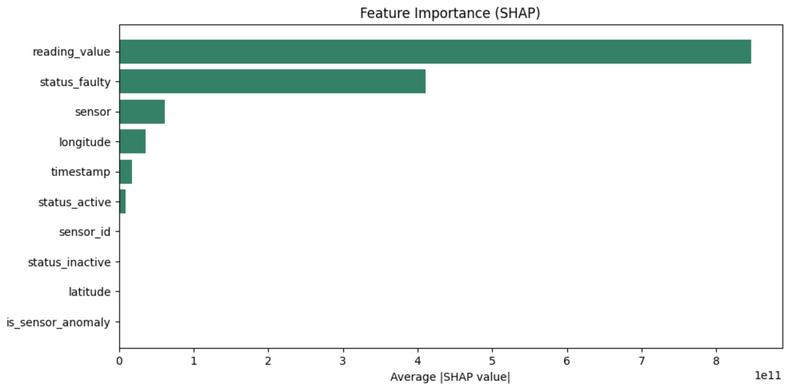 Feature Importance (SHAP)
reading_value
status_faulty
sensor
longitude
timestamp
status_active
sensor_id
status_inactive
latitude
is_sensor_anomaly
0 1 2 3 4 5 6 7 8
1e11
Average |SHAP value|